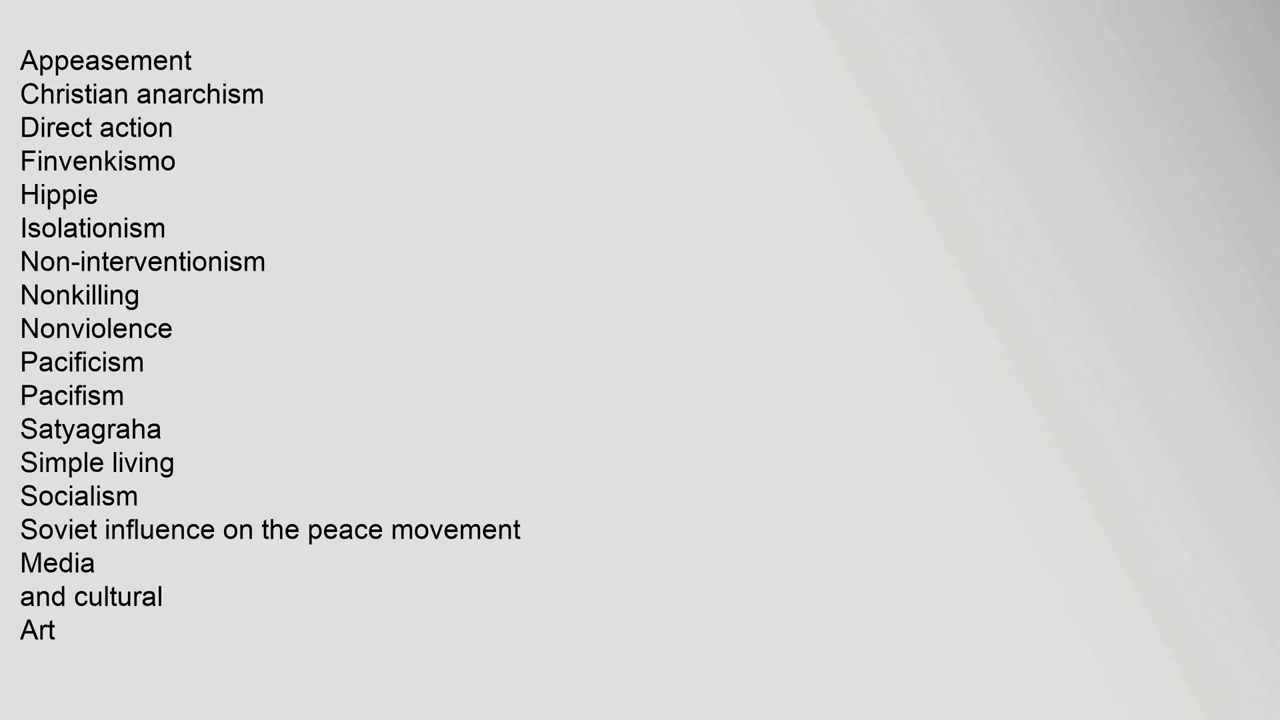 Appeasement
Christian anarchism
Direct action
Finvenkismo
Hippie
Isolationism
Non-interventionism
Nonkilling
Nonviolence
Pacificism
Pacifism
Satyagraha
Simple living
Socialism
Soviet influence on the peace movement
Media
and cultural
Art